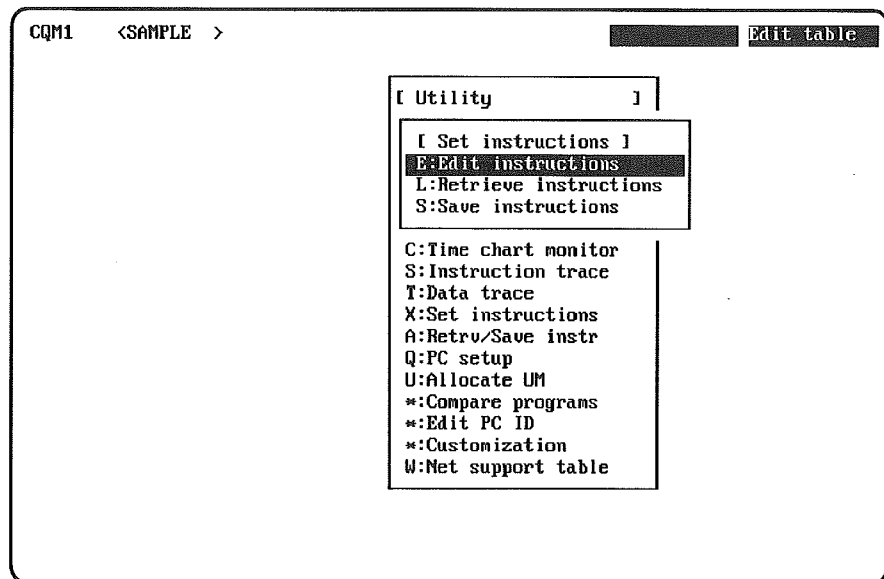 CQM1 <SAMPLE > Edit table
[ Utility ]
[ Set instructions ]
E:Edit instructions
L:Retrieve instructions
S:Save instructions
C:Time chart monitor
S:Instruction trace
T:Data trace
X:Set instructions
A:Retrv/Save instr
Q:PC setup
U:Allocate UM
*:Compare programs
*:Edit PC ID
*:Customization
W:Net support table